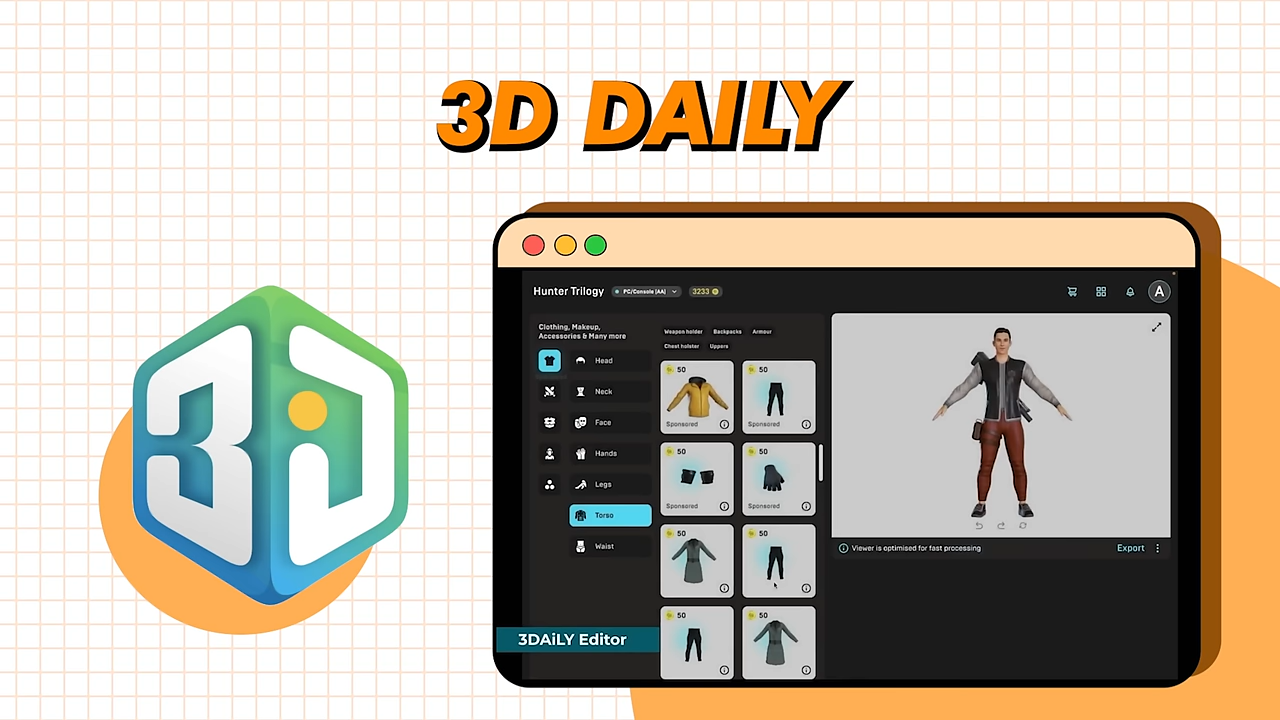 3D DAILY
3D
Hunter Trilogy
PC/Console (AA)
3233
A
Clothing, Makeup,
Accessories & Many more
Head
Neck
Face
Hands
Legs
Torso
Waist
Weapon holder Backpacks Armour
Chest holster Uppers
50 50
Sponsored Sponsored
50 50
Sponsored Sponsored
50 50
50 50
Viewer is optimised for fast processing
Export
3DAiLY Editor